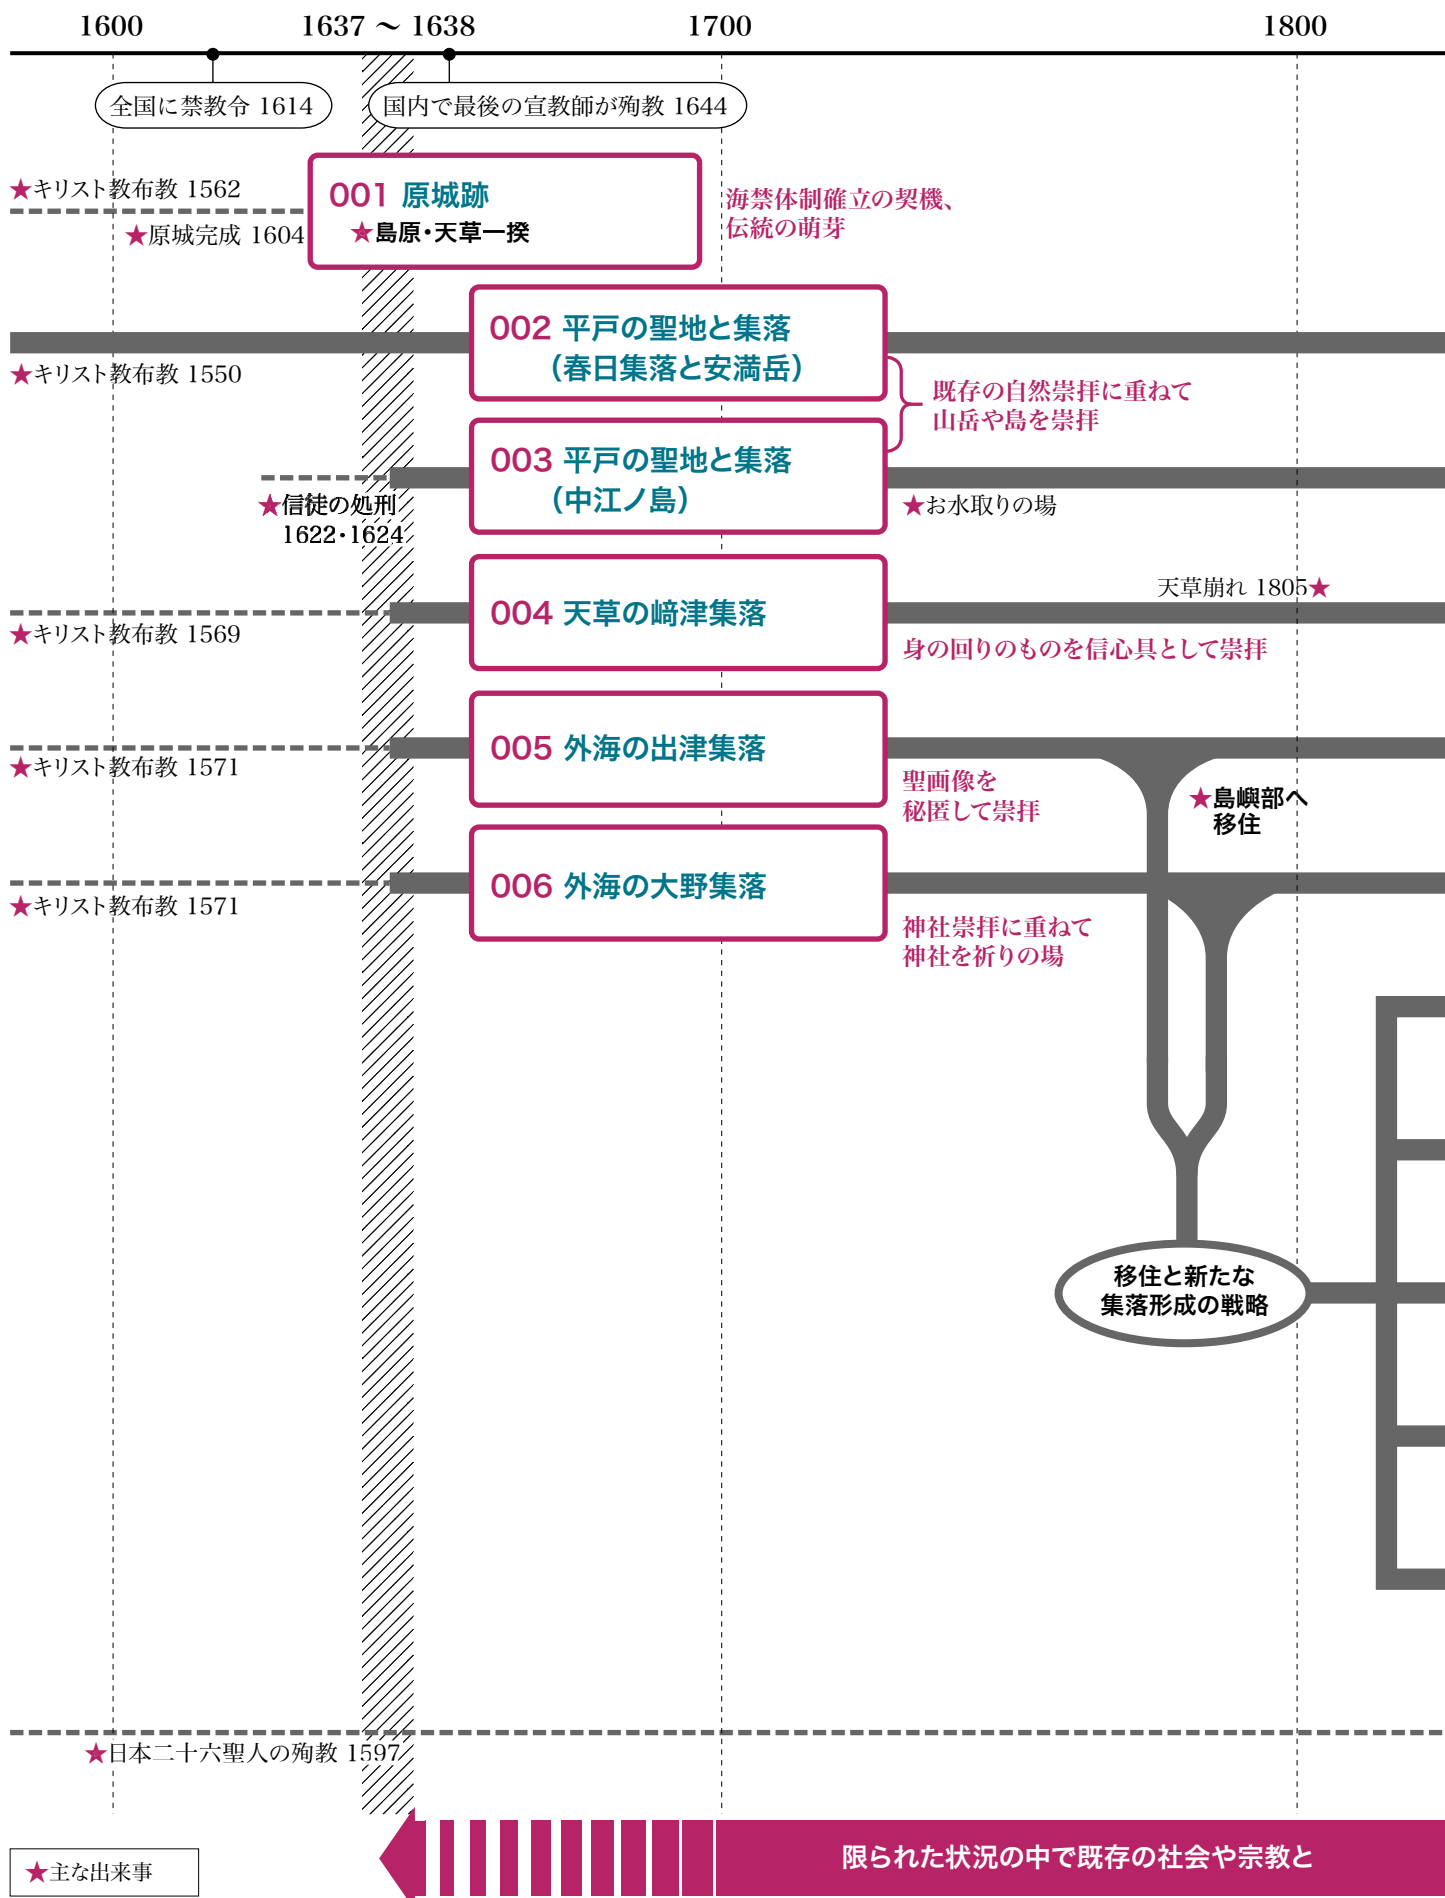 1600
1637 ～ 1638
1700
1800
全国に禁教令 1614
国内で最後の宣教師が殉教 1644
★キリスト教布教 1562
★原城完成 1604
001 原城跡
★島原・天草一揆
海禁体制確立の契機、
伝統の萌芽
002 平戸の聖地と集落
（春日集落と安満岳）
★キリスト教布教 1550
既存の自然崇拝に重ねて
山岳や島を崇拝
003 平戸の聖地と集落
（中江ノ島）
★信徒の処刑
1622・1624
★お水取りの場
天草崩れ 1805★
004 天草の﨑津集落
★キリスト教布教 1569
身の回りのものを信心具として崇拝
005 外海の出津集落
★キリスト教布教 1571
聖画像を
秘匿して崇拝
★島嶼部へ
移住
006 外海の大野集落
★キリスト教布教 1571
神社崇拝に重ねて
神社を祈りの場
移住と新たな
集落形成の戦略
★日本二十六聖人の殉教 1597
限られた状況の中で既存の社会や宗教と
★主な出来事